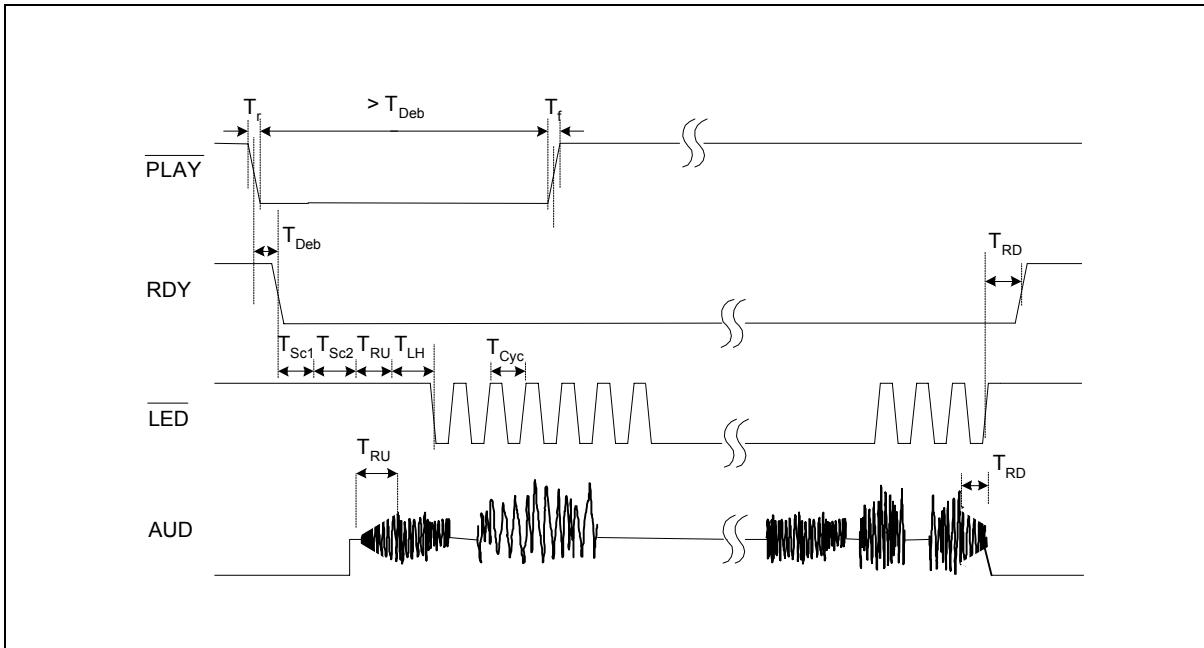 T_r > T_Deb T_f
PLAY
T_Deb T_RD
RDY
T_Sc1 T_Sc2 T_RU T_LH T_Cyc
LED
T_RU T_RD
AUD